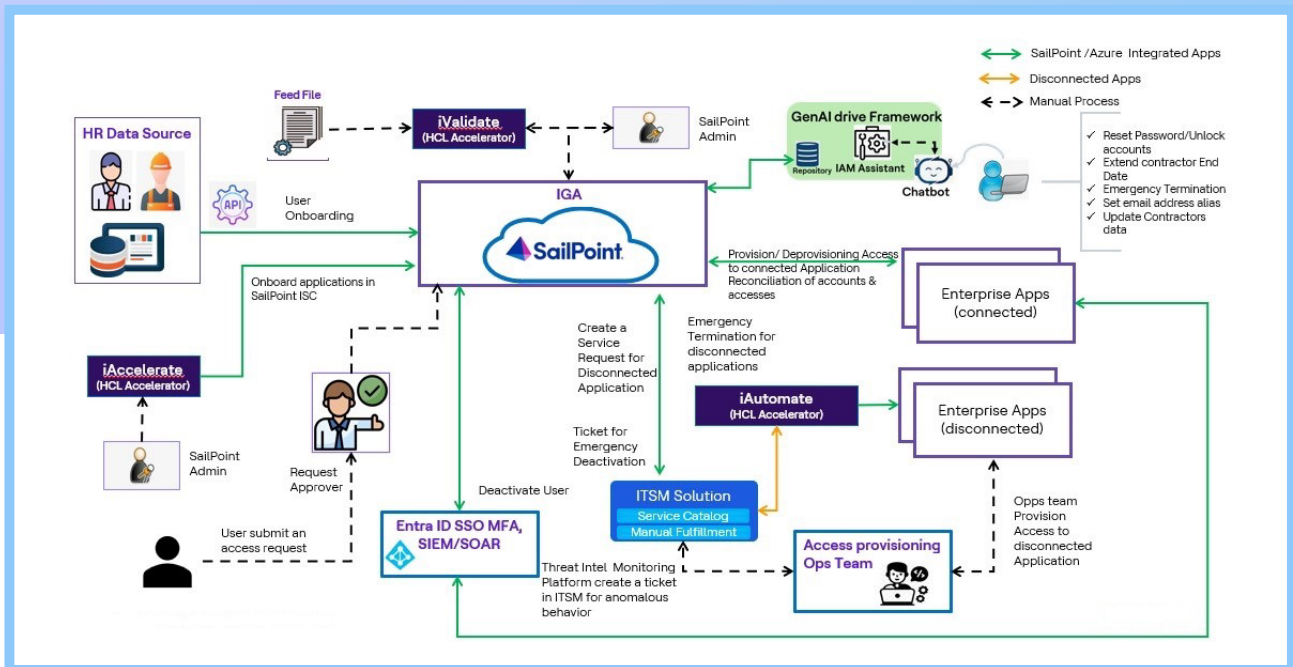 SailPoint /Azure Integrated Apps
Disconnected Apps
Manual Process
Feed File
iValidate
(HCL Accelerator)
SailPoint
Admin
GenAI drive Framework
Repository
IAM Assistant
Chatbot
✓ Reset Password/Unlock
accounts
✓ Extend contractor End
Date
✓ Emergency Termination
✓ Set email address alias
✓ Update Contractors
data
HR Data Source
API
User
Onboarding
IGA
SailPoint
Provision/ Deprovisioning Access
to connected Application
Reconciliation of accounts &
accesses
Enterprise Apps
(connected)
Onboard applications in
SailPoint ISC
iAccelerate
(HCL Accelerator)
SailPoint
Admin
Request
Approver
User submit an
access request
Create a
Service
Request for
Disconnected
Application
Emergency
Termination for
disconnected
applications
iAutomate
(HCL Accelerator)
Enterprise Apps
(disconnected)
Ticket for
Emergency
Deactivation
Deactivate User
ITSM Solution
Service Catalog
Manual Fulfillment
Entra ID SSO MFA,
SIEM/SOAR
Threat Intel Monitoring
Platform create a ticket
in ITSM for anomalous
behavior
Access provisioning
Ops Team
Opps team
Provision
Access to
disconnected
Application